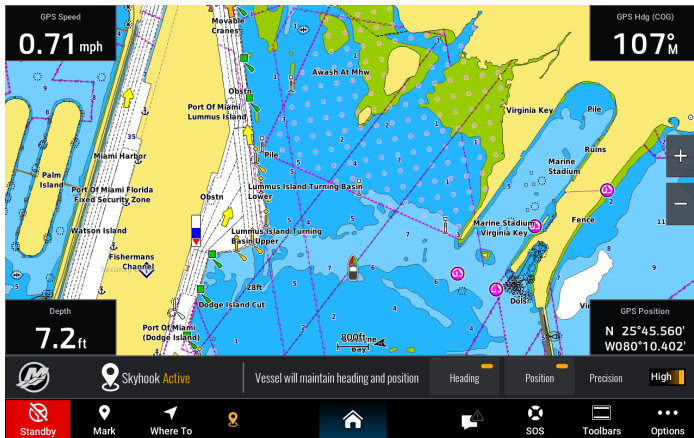 GPS Speed
0.71 mph
GPS Hdg (COG)
107°M
Movable
Cranes
Obstn
Port Of Miami
Lummus Island
Awash At Mhw
Virginia Key
Pile
Ruins
Marine
Stadium
35
Miami Harbor
Pile
Palm
Island
Port Of Miami Florida
Fixed Security Zone
Obstn
Lummus Island Turning Basin
Lower
Watson Island
Lummus Island Turning
Basin Upper
Marine Stadium
Virginia Key
Fence
Fishermans
Channel
28ft
Dodge Island Cut
Dols
Port Of Miami
(Dodge Island)
800ft
Bay
Depth
7.2 ft
GPS Position
N 25°45.560'
W080°10.402'
Skyhook Active
Vessel will maintain heading and position
Heading
Position
Precision
High
Standby
Mark
Where To
SOS
Toolbars
Options